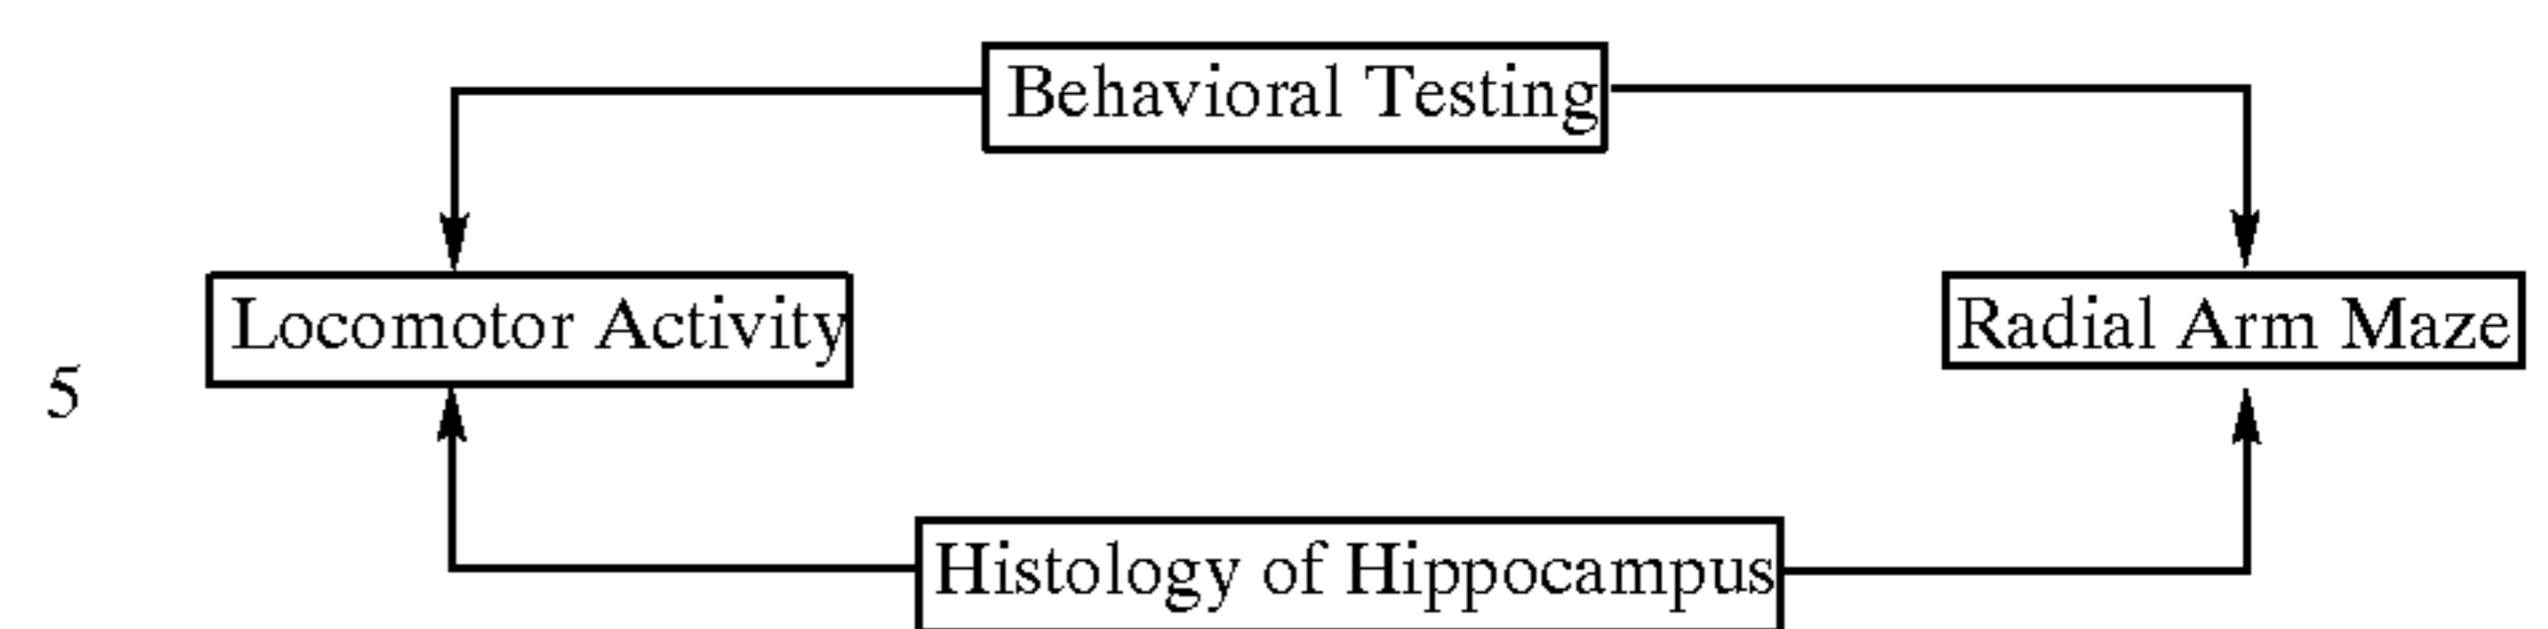 Behavioral Testing
Locomotor Activity
Radial Arm Maze
5
Histology of Hippocampus